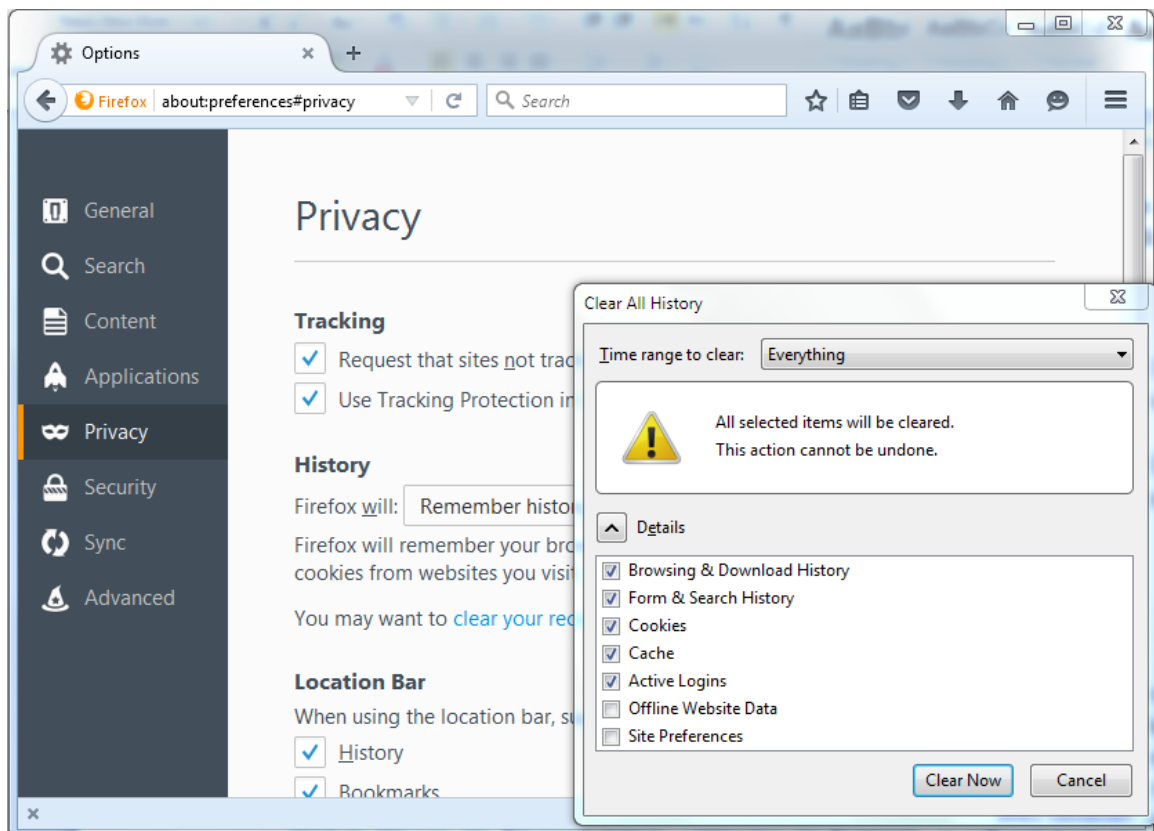 Options
Firefox about:preferences#privacy Search
General
Search
Content
Applications
Privacy
Security
Sync
Advanced
Privacy
Tracking
Request that sites not trac
Use Tracking Protection in
History
Firefox will: Remember histor
Firefox will remember your bro
cookies from websites you visit
You may want to clear your rec
Location Bar
When using the location bar, su
History
Bookmarks
Clear All History
Time range to clear: Everything
All selected items will be cleared.
This action cannot be undone.
Details
Browsing & Download History
Form & Search History
Cookies
Cache
Active Logins
Offline Website Data
Site Preferences
Clear Now Cancel